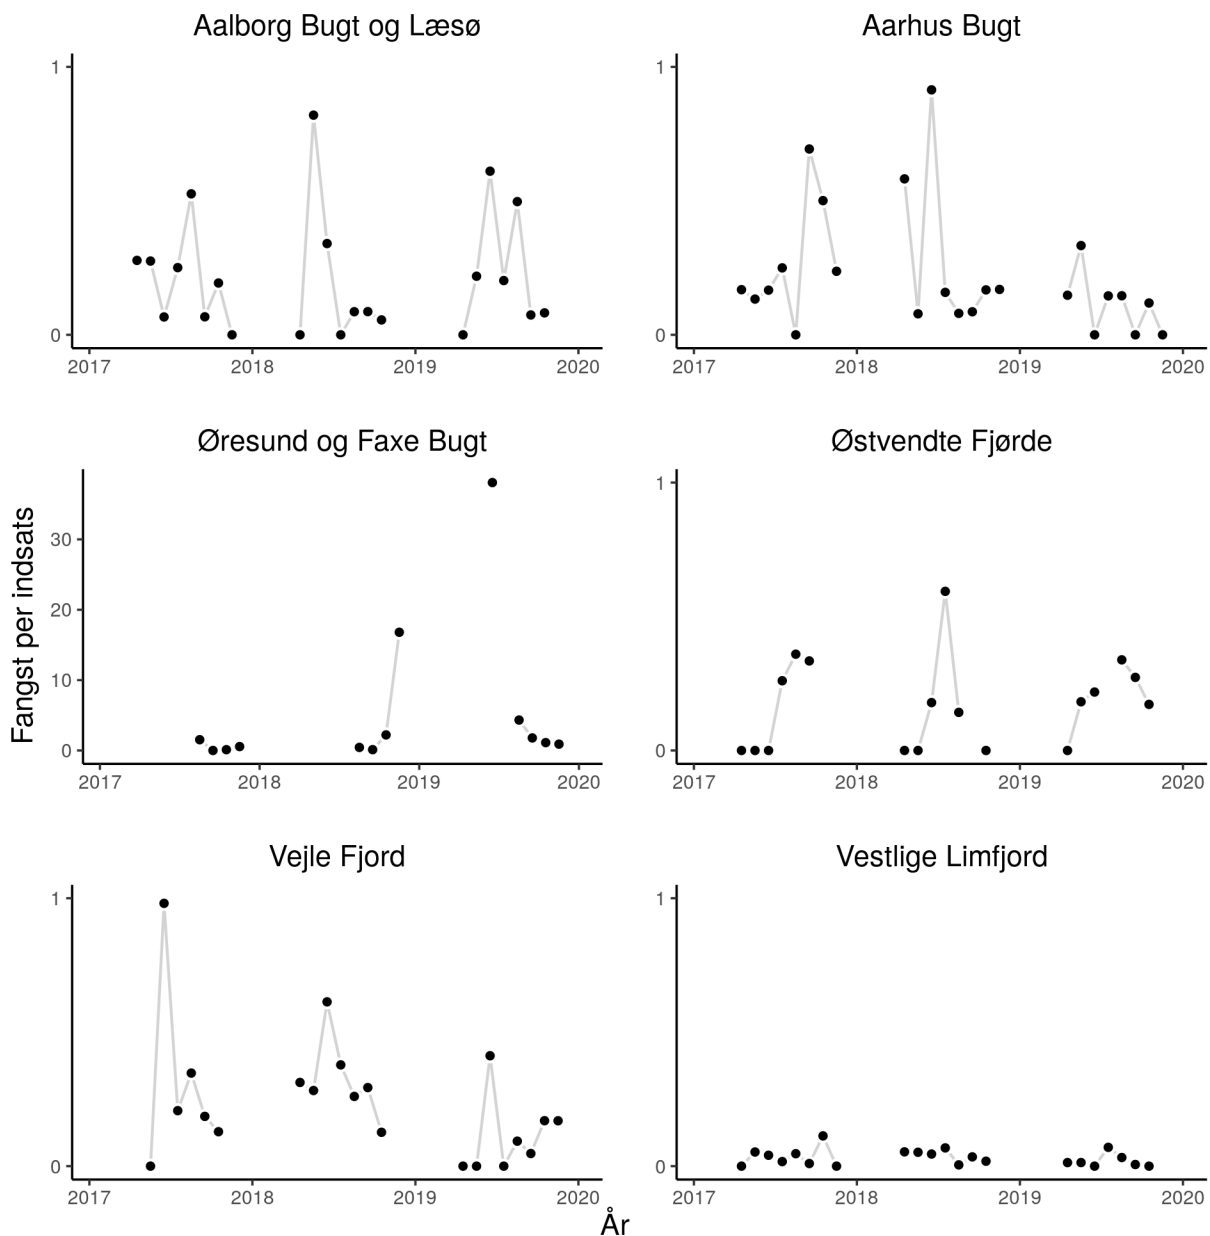 Aalborg Bugt og Læsø
1
0
2017 2018 2019 2020
Aarhus Bugt
1
0
2017 2018 2019 2020
Fangst per indsats
Øresund og Faxe Bugt
30
20
10
0
2017 2018 2019 2020
Østvendte Fjørde
1
0
2017 2018 2019 2020
Vejle Fjord
1
0
2017 2018 2019 2020
Vestlige Limfjord
1
0
2017 2018 2019 2020
År